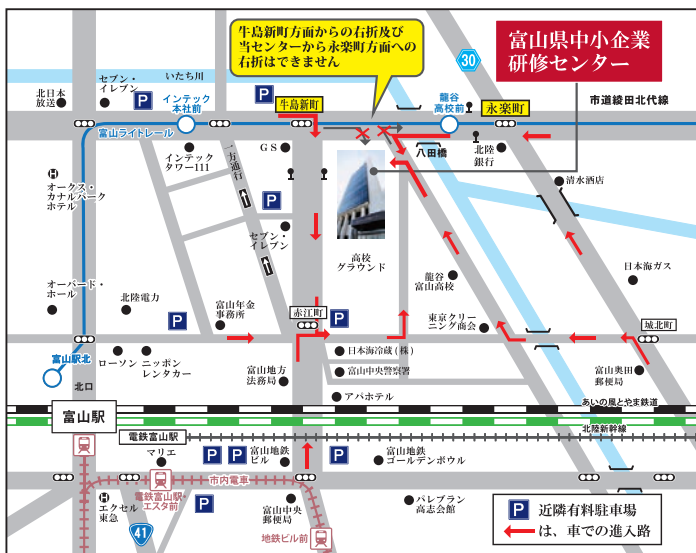 牛島新町方面からの右折及び
当センターから永楽町方面への
右折はできません
富山県中小企業
研修センター
30
いたち川
北日本
放送
セブン・
イレブン
P
インテック
本社前
P
牛島新町
龍谷
高校前
永楽町
市道綾田北代線
富山ライトレール
インテック
タワー111
一方通行
GS
八田橋
北陸
銀行
清水酒店
H
オークス・
カナルパーク
ホテル
P
セブン・
イレブン
高校
グラウンド
龍谷
富山高校
日本海ガス
オーバード・
ホール
北陸電力
P
富山年金
事務所
赤江町
P
東京クリー
ニング商会
城北町
富山駅北
ローソン
ニッポン
レンタカー
日本海冷蔵(株)
富山中央警察署
富山地方
法務局
富山奥田
郵便局
北口
アパホテル
あいの風とやま鉄道
富山駅
北陸新幹線
電鉄富山駅
マリエ
P
P
富山地鉄
ビル
P
富山地鉄
ゴールデンボウル
市内電車
電鉄富山駅・
エスタ前
H
エクセル
東急
P
富山中央
郵便局
パレブラン
高志会館
41
地鉄ビル前
P 近隣有料駐車場
は、車での進入路